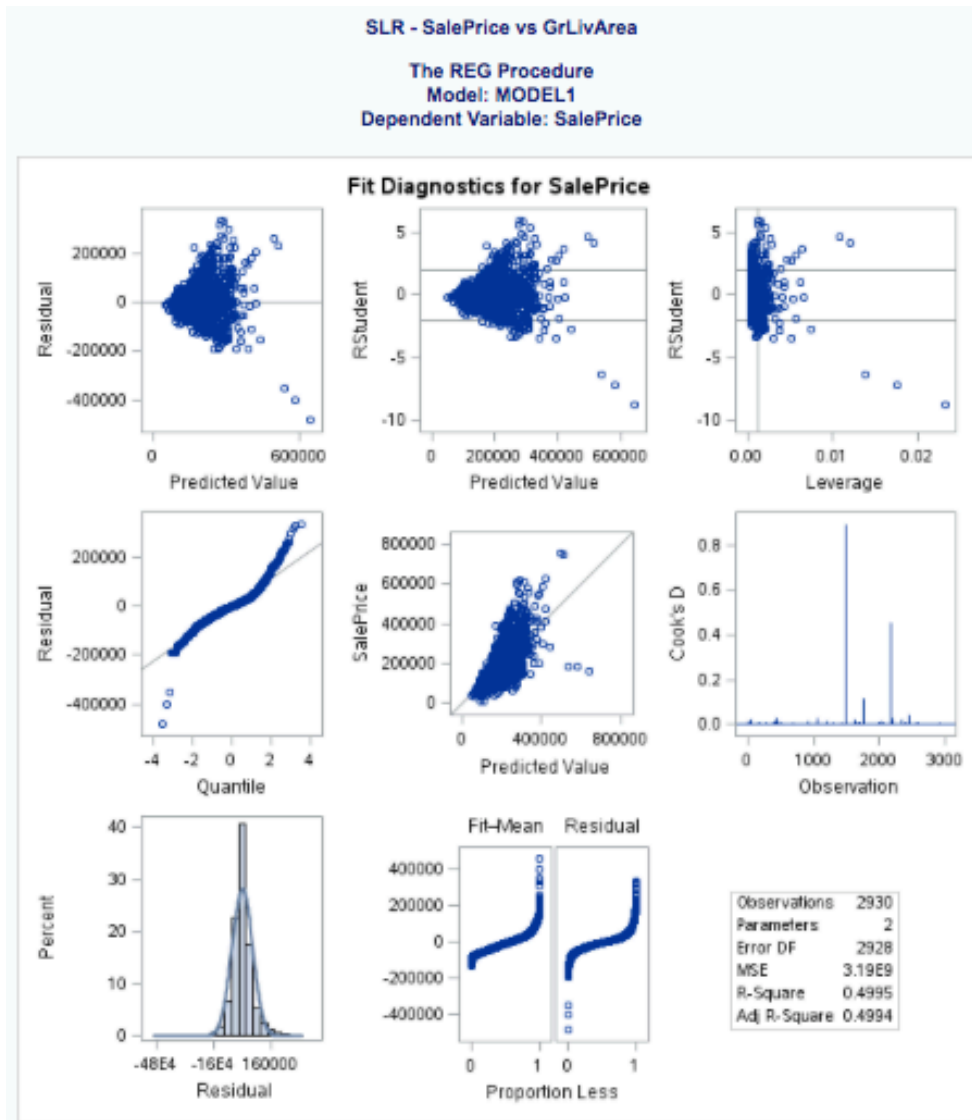 SLR - SalePrice vs GrLivArea
The REG Procedure
Model: MODEL1
Dependent Variable: SalePrice
Fit Diagnostics for SalePrice
Residual
200000
0
-200000
-400000
0 600000
Predicted Value
RStudent
5
0
-5
-10
0 200000 400000 600000
Predicted Value
RStudent
5
0
-5
-10
0.00 0.01 0.02
Leverage
Residual
200000
0
-200000
-400000
-4 -2 0 2 4
Quantile
SalePrice
800000
600000
400000
200000
0
0 400000 800000
Predicted Value
Cook's D
0.8
0.6
0.4
0.2
0.0
0 1000 2000 3000
Observation
Percent
40
30
20
10
0
-48E4 -16E4 160000
Residual
Fit–Mean Residual
400000
200000
0
-200000
-400000
0 1 0 1
Proportion Less
Observations 2930
Parameters 2
Error DF 2928
MSE 3.19E9
R-Square 0.4995
Adj R-Square 0.4994